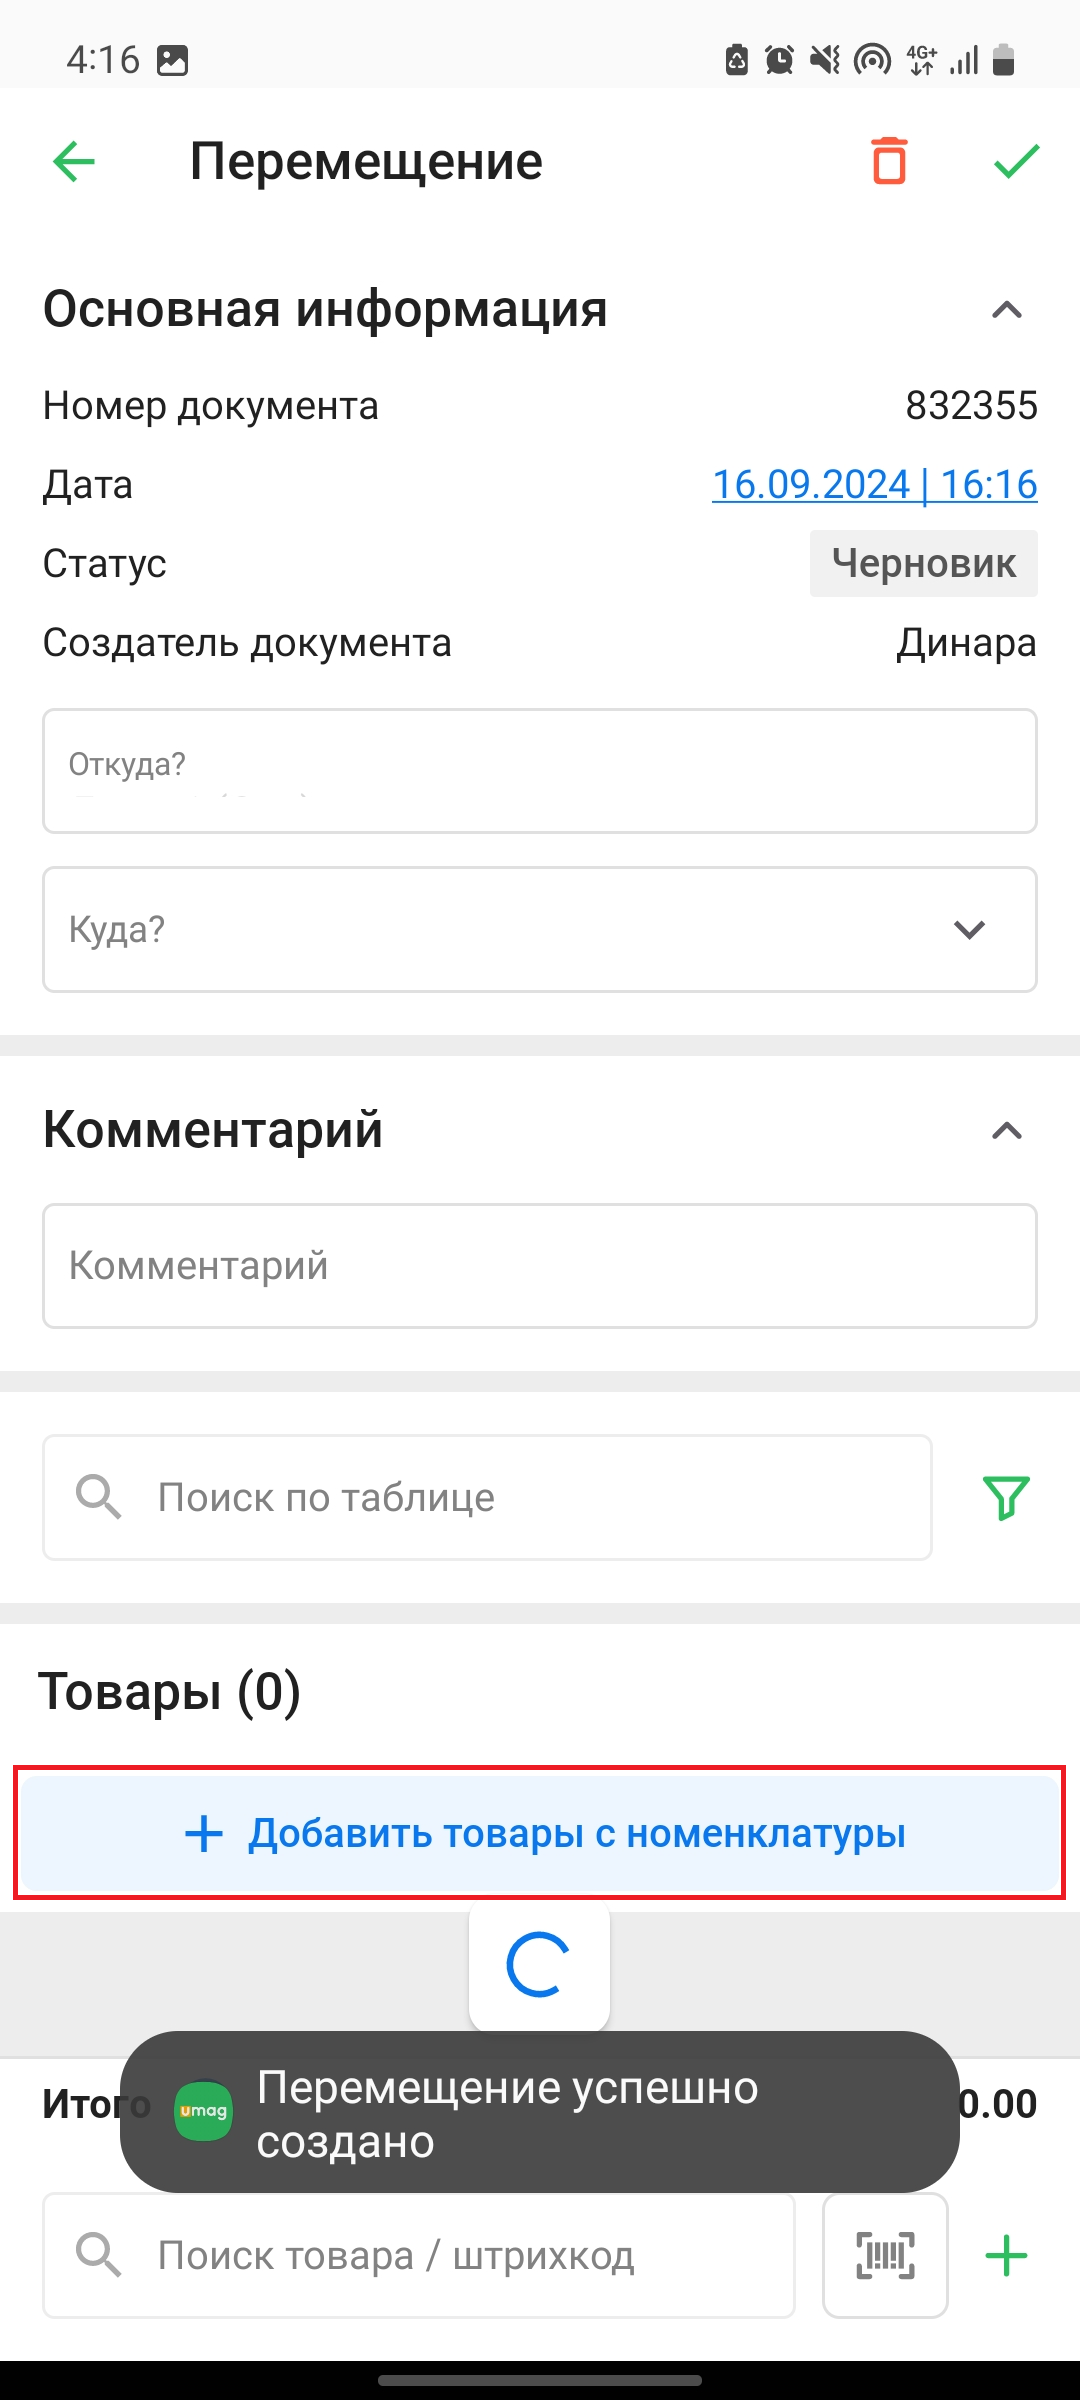 4:16
4G+
Перемещение
Основная информация
Номер документа 832355
Дата 16.09.2024 | 16:16
Статус Черновик
Создатель документа Динара
Откуда?
Куда?
Комментарий
Комментарий
Поиск по таблице
Товары (0)
+ Добавить товары с номенклатуры
Итого 0.00
umag
Перемещение успешно
создано
Поиск товара / штрихкод